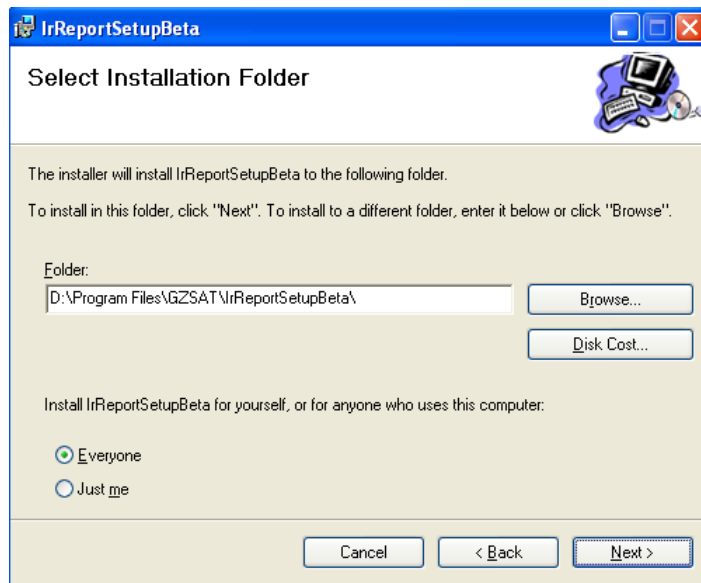 IrReportSetupBeta
Select Installation Folder
The installer will install IrReportSetupBeta to the following folder.
To install in this folder, click "Next". To install to a different folder, enter it below or click "Browse".
Folder:
D:\Program Files\GZSAT\IrReportSetupBeta\
Browse...
Disk Cost...
Install IrReportSetupBeta for yourself, or for anyone who uses this computer:
Everyone
Just me
Cancel
< Back
Next >